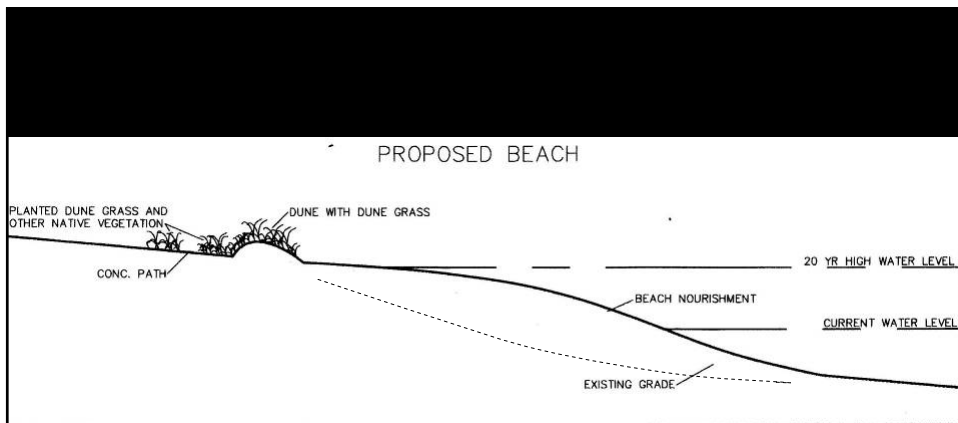 PROPOSED BEACH
PLANTED DUNE GRASS AND
OTHER NATIVE VEGETATION
DUNE WITH DUNE GRASS
CONC. PATH
20 YR HIGH WATER LEVEL
BEACH NOURISHMENT
CURRENT WATER LEVEL
EXISTING GRADE